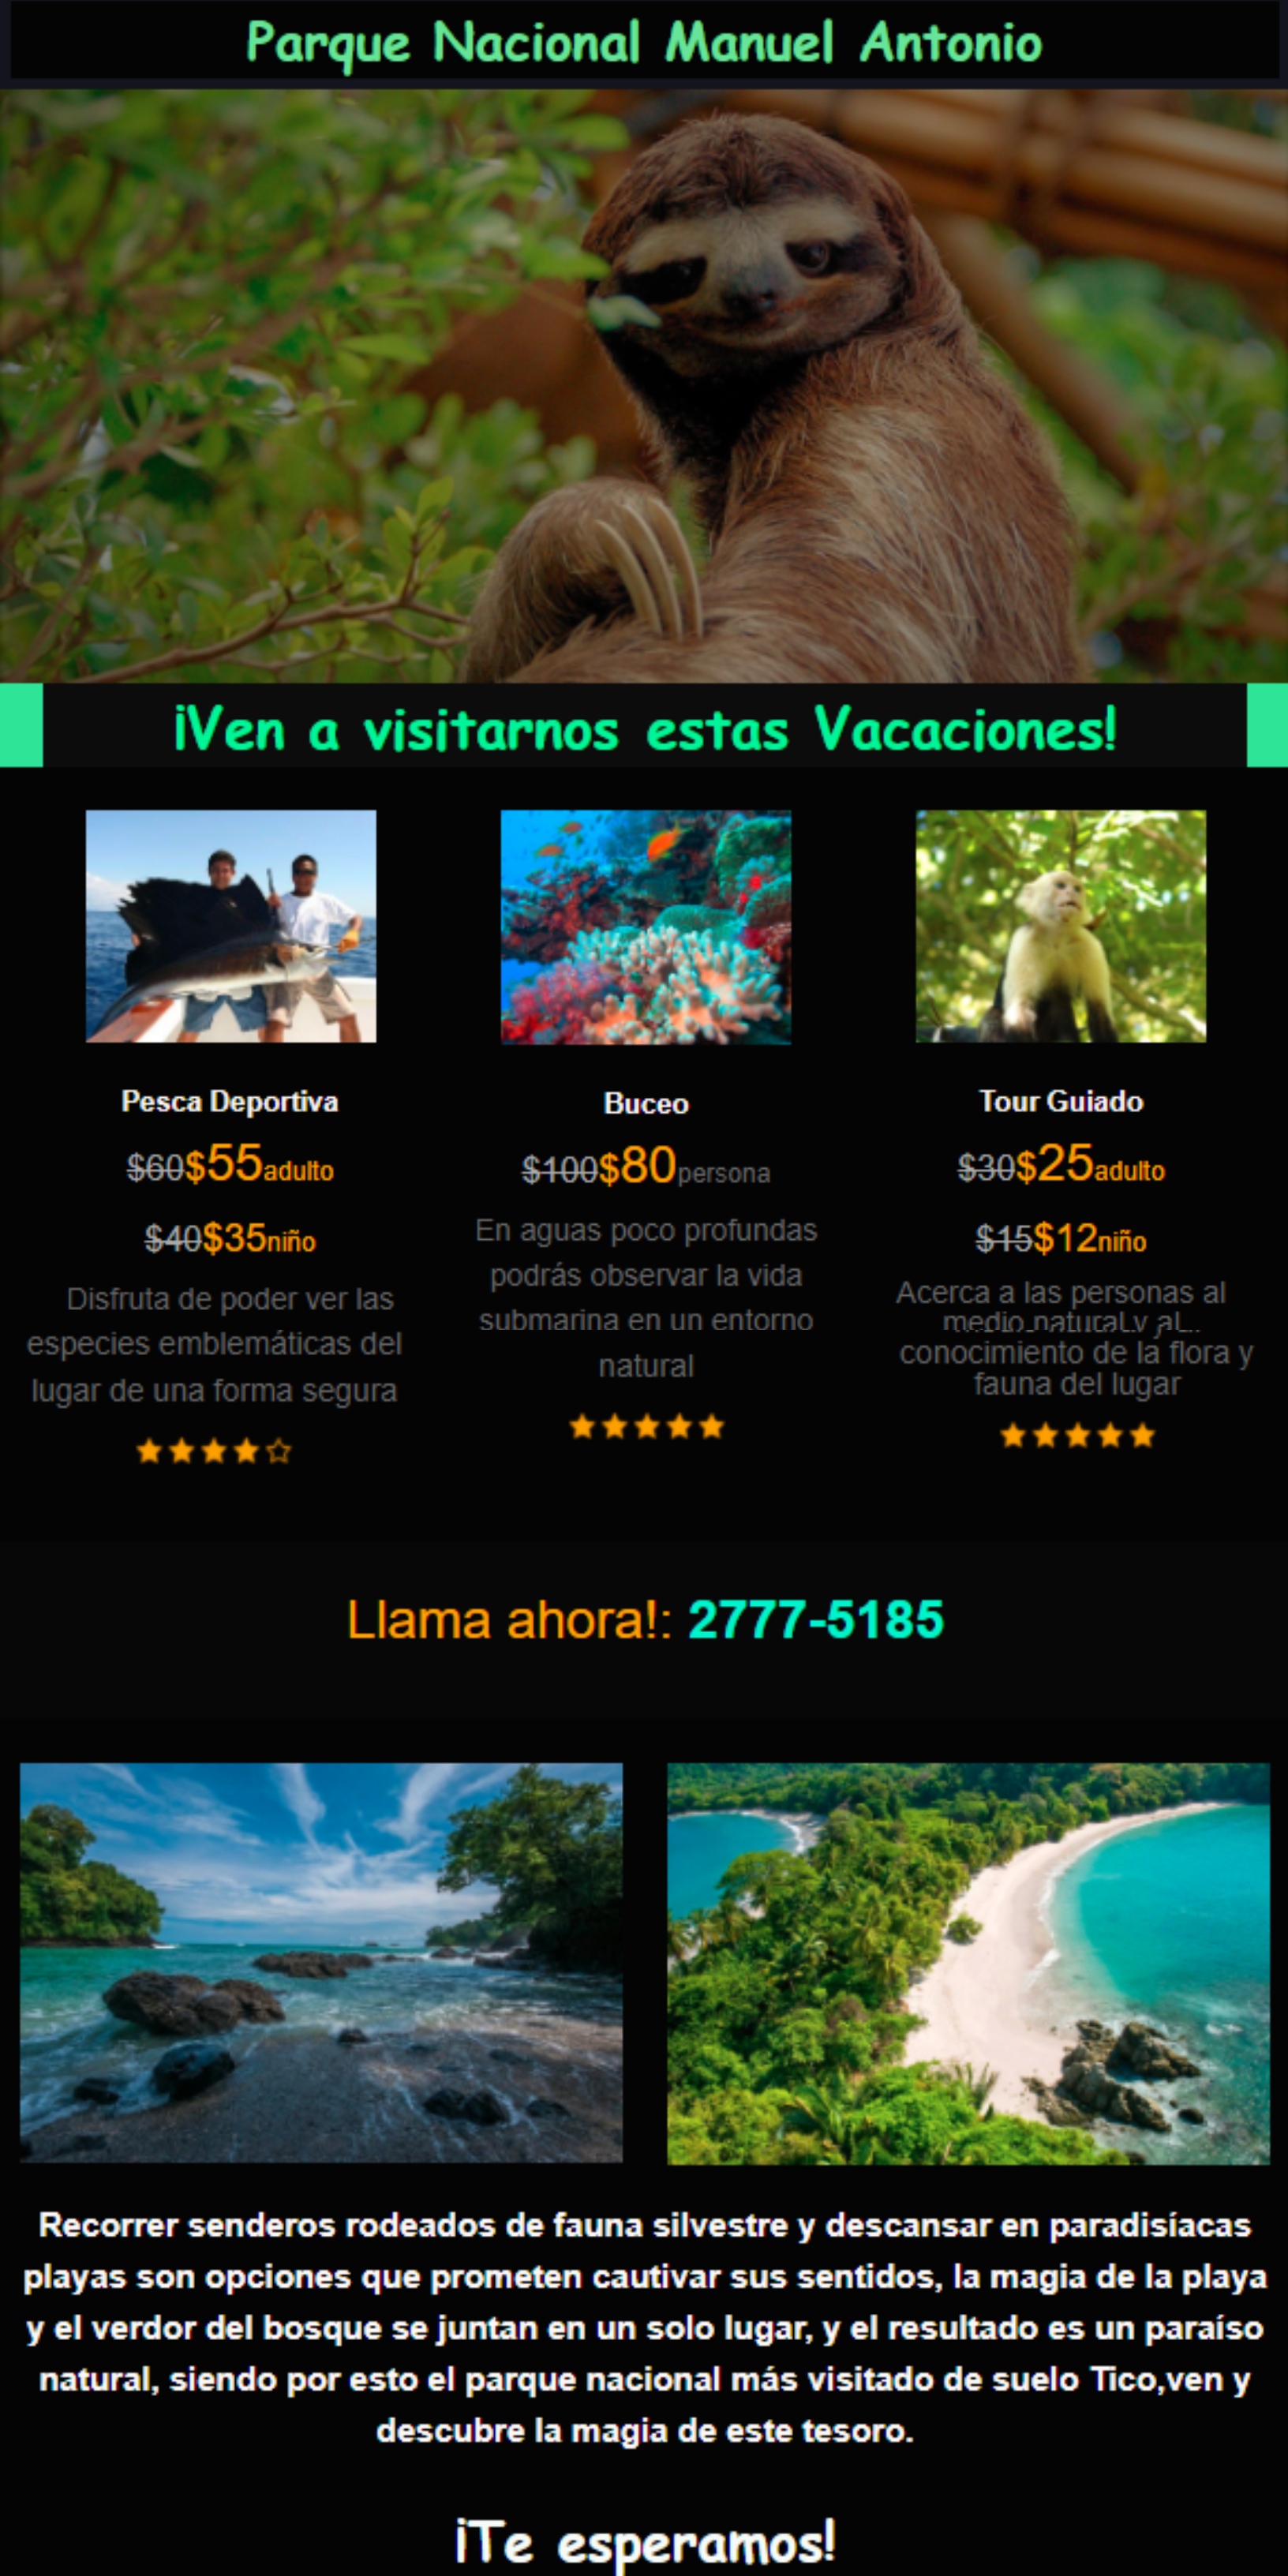 Parque Nacional Manuel Antonio
¡Ven a visitarnos estas Vacaciones!
Pesca Deportiva
$60$55adulto
$40$35niño
Disfruta de poder ver las
especies emblemáticas del
lugar de una forma segura
★★★★☆
Buceo
$100$80persona
En aguas poco profundas
podrás observar la vida
submarina en un entorno
natural
★★★★★
Tour Guiado
$30$25adulto
$15$12niño
Acerca a las personas al
medio natural y al
conocimiento de la flora y
fauna del lugar
★★★★★
Llama ahora!: 2777-5185
Recorrer senderos rodeados de fauna silvestre y descansar en paradisíacas
playas son opciones que prometen cautivar sus sentidos, la magia de la playa
y el verdor del bosque se juntan en un solo lugar, y el resultado es un paraíso
natural, siendo por esto el parque nacional más visitado de suelo Tico,ven y
descubre la magia de este tesoro.
¡Te esperamos!